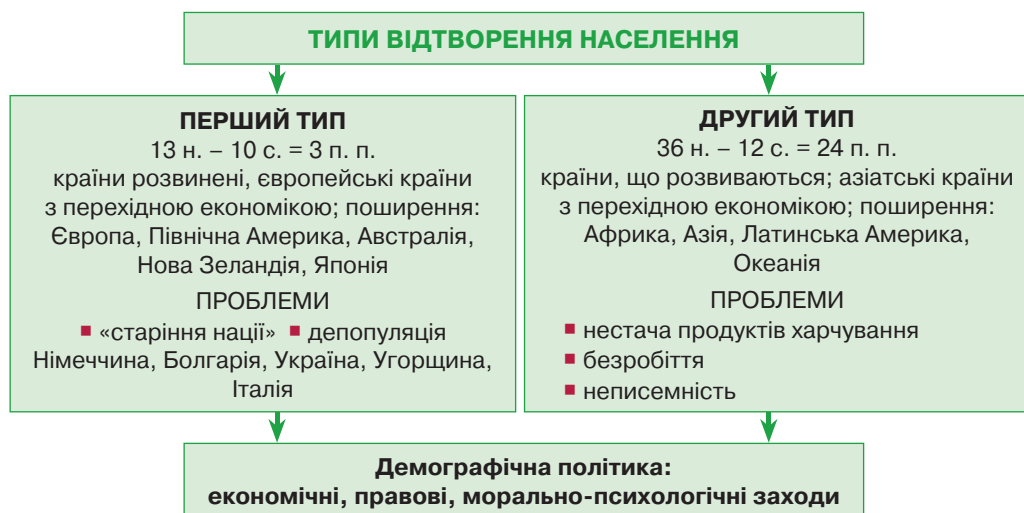 ТИПИ ВІДТВОРЕННЯ НАСЕЛЕННЯ
ПЕРШИЙ ТИП
13 н. – 10 с. = 3 п. п.
країни розвинені, європейські країни
з перехідною економікою; поширення:
Європа, Північна Америка, Австралія,
Нова Зеландія, Японія
ПРОБЛЕМИ
■ «старіння нації» ■ депопуляція
Німеччина, Болгарія, Україна, Угорщина,
Італія
ДРУГИЙ ТИП
36 н. – 12 с. = 24 п. п.
країни, що розвиваються; азіатські країни
з перехідною економікою; поширення:
Африка, Азія, Латинська Америка,
Океанія
ПРОБЛЕМИ
■ нестача продуктів харчування
■ безробіття
■ неписемність
Демографічна політика:
економічні, правові, морально-психологічні заходи